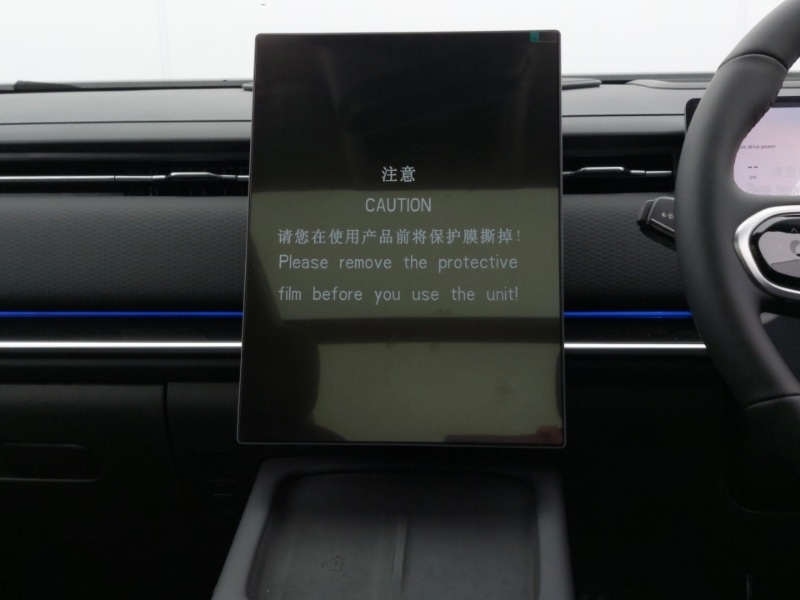 注意
CAUTION
请您在使用产品前将保护膜撕掉！
Please remove the protective
film before you use the unit!